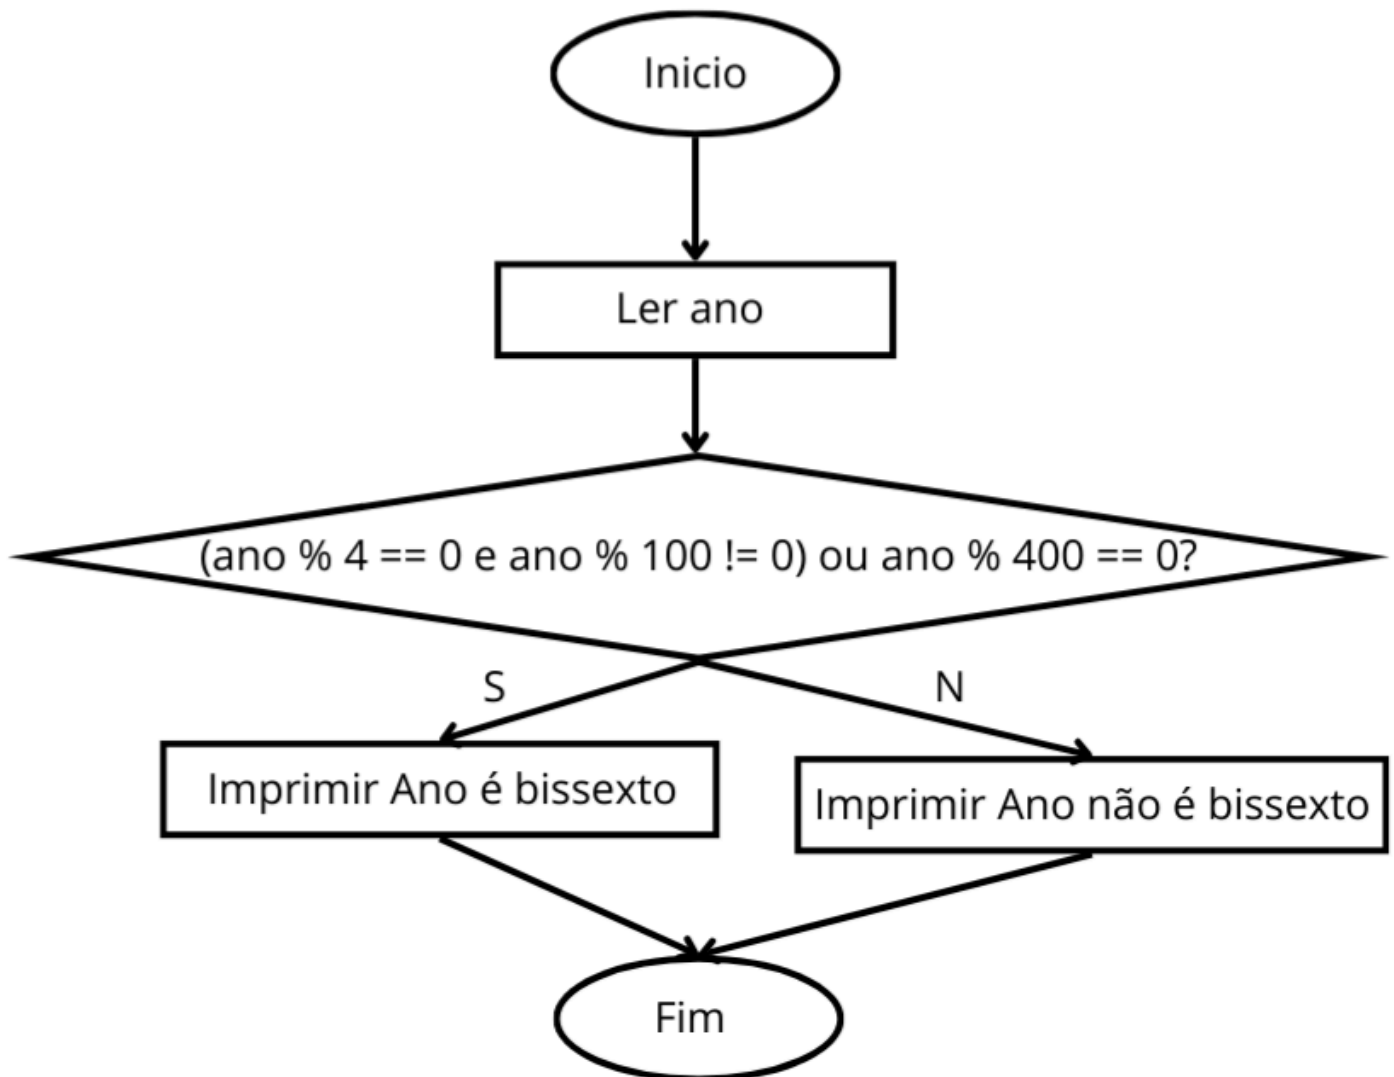 Inicio
Ler ano
(ano % 4 == 0 e ano % 100 != 0) ou ano % 400 == 0?
S
N
Imprimir Ano é bissexto
Imprimir Ano não é bissexto
Fim